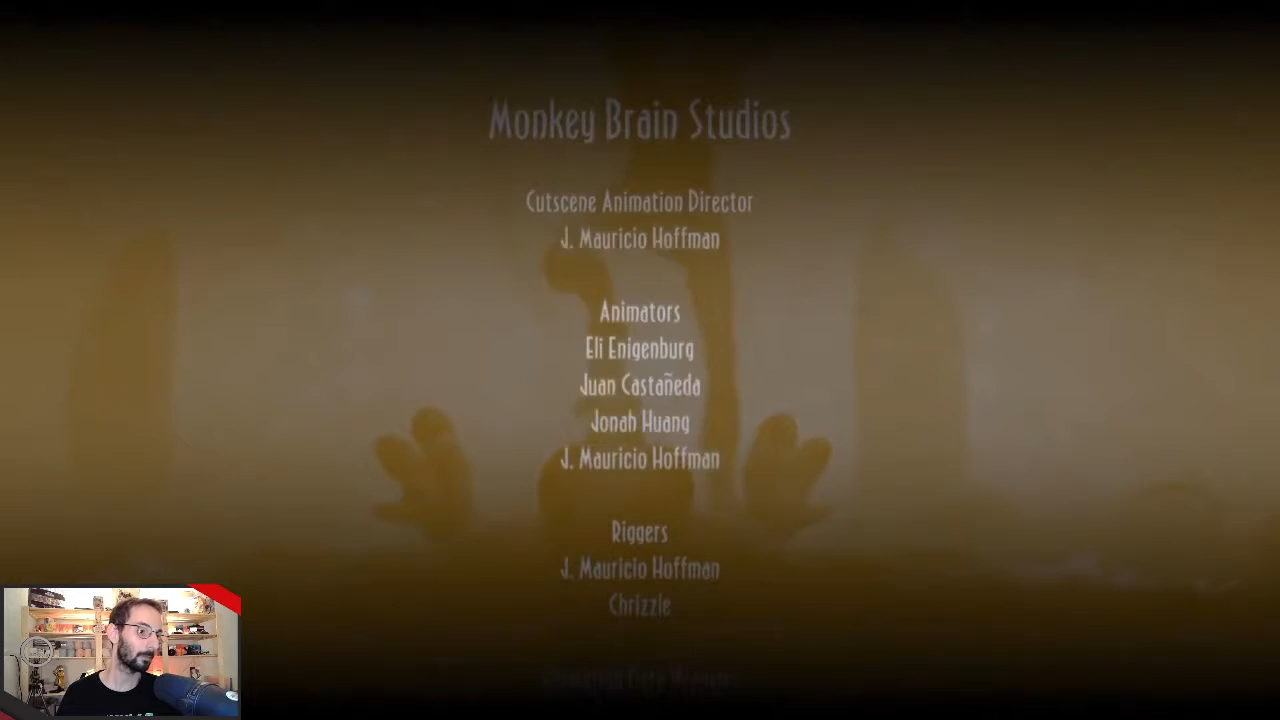 Monkey Brain Studios
Cutscene Animation Director
J. Mauricio Hoffman
Animators
Eli Enigenburg
Juan Castañeda
Jonah Huang
J. Mauricio Hoffman
Riggers
J. Mauricio Hoffman
Chrizzle